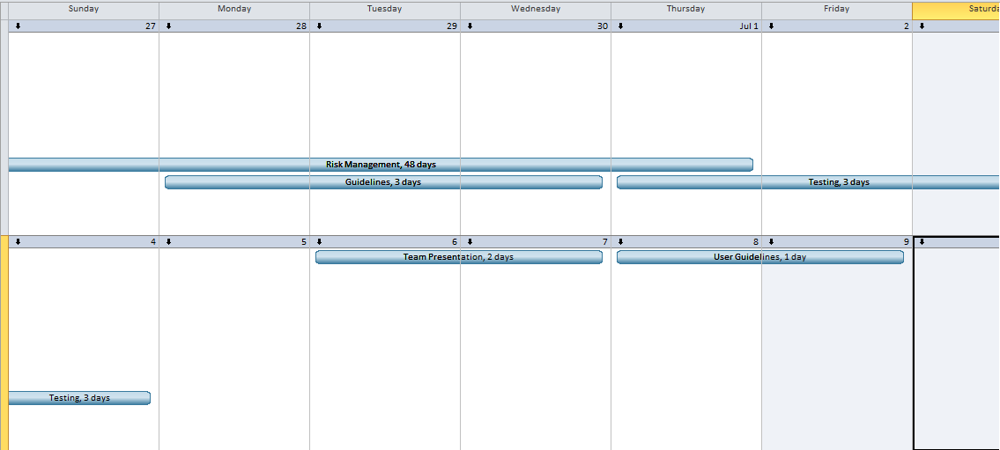 Sunday Monday Tuesday Wednesday Thursday Friday Saturda
27 28 29 30 Jul 1 2
Risk Management, 48 days
Guidelines, 3 days Testing, 3 days
4 5 6 7 8 9
Team Presentation, 2 days User Guidelines, 1 day
Testing, 3 days